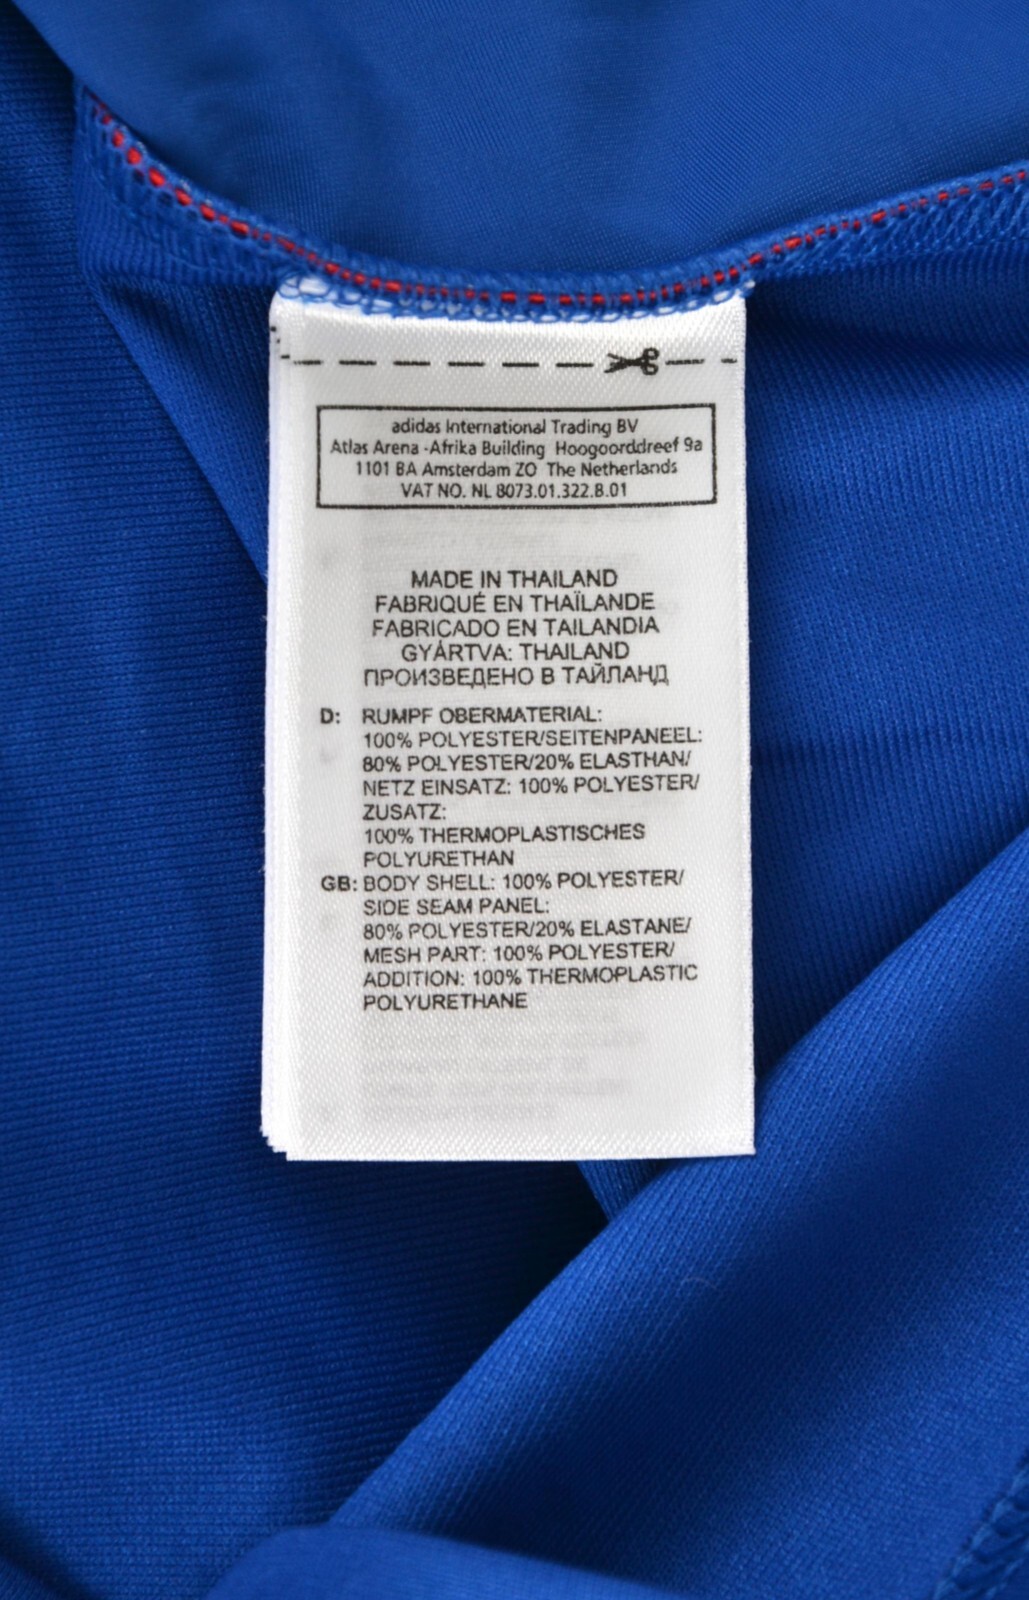 adidas International Trading BV
Atlas Arena -Afrika Building Hoogoorddreef 9a
1101 BA Amsterdam ZO The Netherlands
VAT NO. NL 8073.01.322.B.01
MADE IN THAILAND
FABRIQUÉ EN THAÏLANDE
FABRICADO EN TAILANDIA
GYÁRTVA: THAILAND
ПРОИЗВЕДЕНО В ТАЙЛАНД
D: RUMPF OBERMATERIAL:
100% POLYESTER/SEITENPANEEL:
80% POLYESTER/20% ELASTHAN/
NETZ EINSATZ: 100% POLYESTER/
ZUSATZ:
100% THERMOPLASTISCHES
POLYURETHAN
GB: BODY SHELL: 100% POLYESTER/
SIDE SEAM PANEL:
80% POLYESTER/20% ELASTANE/
MESH PART: 100% POLYESTER/
ADDITION: 100% THERMOPLASTIC
POLYURETHANE